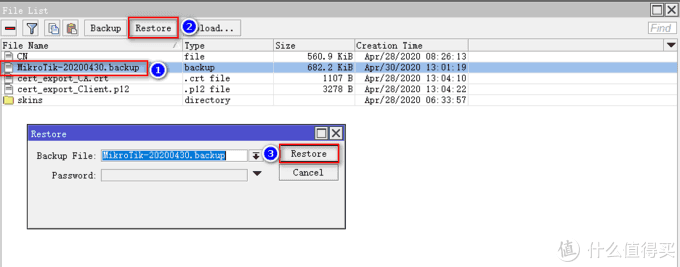 File List
Backup Restore ② load... Find
File Name Type Size Creation Time
CN file 560.9 KiB Apr/28/2020 08:26:13
MikroTik-20200430.backup backup 682.2 KiB Apr/30/2020 13:01:19
①
cert_export_CA.crt .crt file 1107 B Apr/28/2020 13:04:10
cert_export_Client.p12 .p12 file 3278 B Apr/28/2020 13:04:22
skins directory Apr/28/2020 06:33:57
Restore
Backup File: MikroTik-20200430.backup ③ Restore
Password: Cancel
值 什么值得买